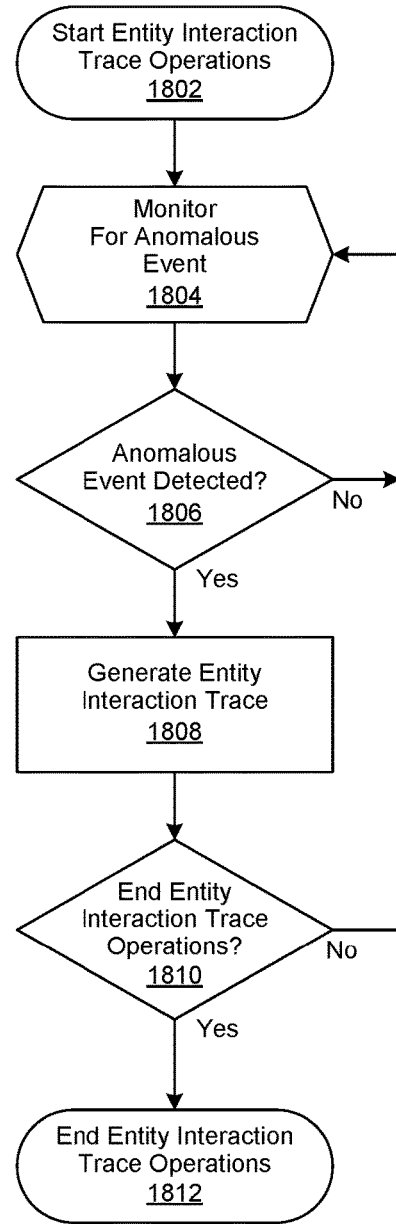 Start Entity Interaction
Trace Operations
1802
Monitor
For Anomalous
Event
1804
Anomalous
Event Detected?
1806
No
Yes
Generate Entity
Interaction Trace
1808
End Entity
Interaction Trace
Operations?
1810
No
Yes
End Entity Interaction
Trace Operations
1812